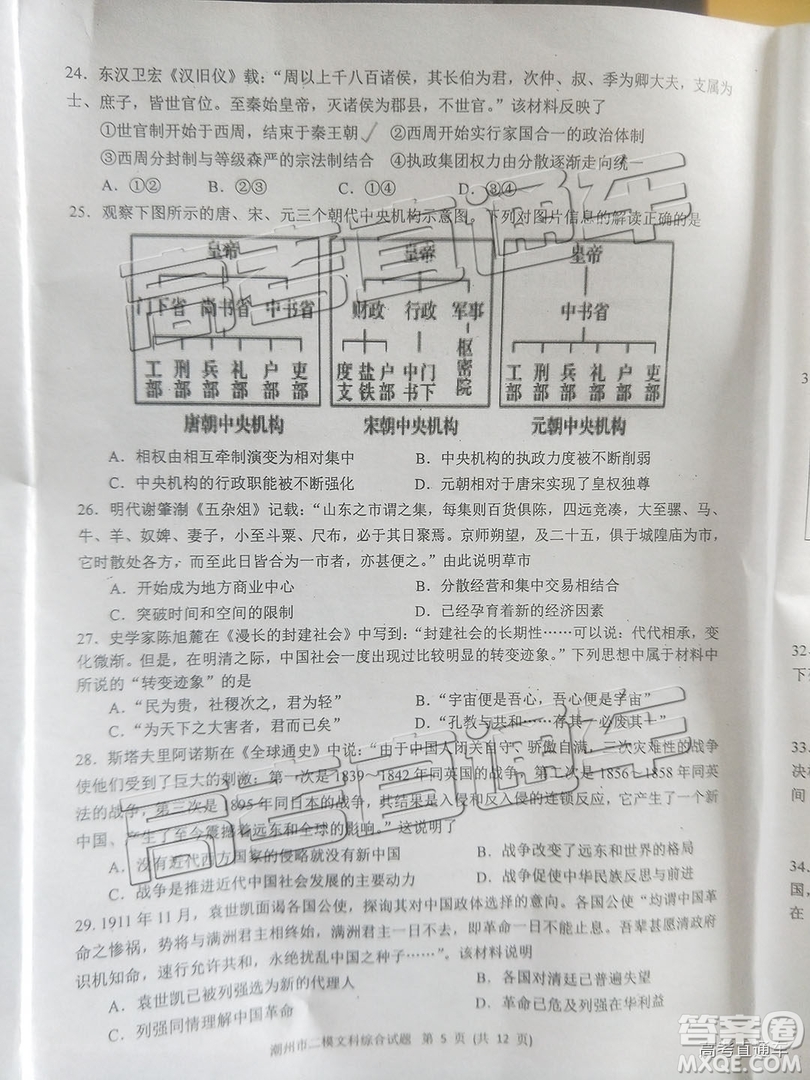 24. 东汉卫宏《汉旧仪》载:“周以上千八百诸侯,其长伯为君,次仲、叔、季为卿大夫,支属为
士、庶子,皆世官位。至秦始皇帝,灭诸侯为郡县,不世官。”该材料反映了
①世官制开始于西周,结束于秦王朝 ②西周开始实行家国合一的政治体制
③西周分封制与等级森严的宗法制结合 ④执政集团权力由分散逐渐走向统一
A. ①② B. ②③ C. ①④ D. ③④
25. 观察下图所示的唐、宋、元三个朝代中央机构示意图。下列对图片信息的解读正确的是
皇帝 皇帝 皇帝
门下省 尚书省 中书省 财政 行政 军事 中书省
工部 刑部 兵部 礼部 户部 吏部 度支 盐铁 户部 中书 门下 枢密院 工部 刑部 兵部 礼部 户部 吏部
唐朝中央机构 宋朝中央机构 元朝中央机构
A. 相权由相互牵制演变为相对集中 B. 中央机构的执政力度被不断削弱
C. 中央机构的行政职能被不断强化 D. 元朝相对于唐宋实现了皇权独尊
26. 明代谢肇淛《五杂俎》记载:“山东之市谓之集,每集则百货俱陈,四远竞凑,大至骡、马、
牛、羊、奴婢、妻子,小至斗粟、尺布,必于其日聚焉。京师朔望,及二十五,俱于城隍庙为市,
它时散处各方,而至此日皆合为一市者,亦甚便之。”由此说明草市
A. 开始成为地方商业中心 B. 分散经营和集中交易相结合
C. 突破时间和空间的限制 D. 已经孕育着新的经济因素
27. 史学家陈旭麓在《漫长的封建社会》中写到:“封建社会的长期性……可以说:代代相承,变
化微渐。但是,在明清之际,中国社会一度出现过比较明显的转变迹象。”下列思想中属于材料中
所说的“转变迹象”的是
A. “民为贵,社稷次之,君为轻” B. “宇宙便是吾心,吾心便是宇宙”
C. “为天下之大害者,君而已矣” D. “孔教与共和……存其一必废其一”
28. 斯塔夫里阿诺斯在《全球通史》中说:“由于中国人闭关自守、骄傲自高,三次灾难性的战争
使他们受到了巨大的刺激:第一次是1839~1842年同英国的战争,第二次是1856~1858年同英
法的战争,第三次是1895年同日本的战争,其结果是入侵和反入侵的连锁反应,它产生了一个新
中国、产生了至今震撼着远东和全球的影响。”这说明了
A. 没有近代西方国家的侵略就没有新中国 B. 战争改变了远东和世界的格局
C. 战争是推进近代中国社会发展的主要动力 D. 战争促使中华民族反思与前进
29. 1911年11月,袁世凯面谒各国公使,探询其对中国政体选择的意向。各国公使“均谓中国革
命之惨祸,势将与满洲君主相终始,满洲君主一日不去,革命一日不息。吾辈甚愿满洲政府
识机知命,速行允许共和,永绝扰乱中国之种子……”。该材料说明
A. 袁世凯已被列强选为新的代理人 B. 各国对清廷已普遍失望
C. 列强同情理解中国革命
潮州市二模文科综合试题 第 5 页 (共 12 页)
高考直通车
高考直通车
答案圈
高考直通车
32
33.
34.